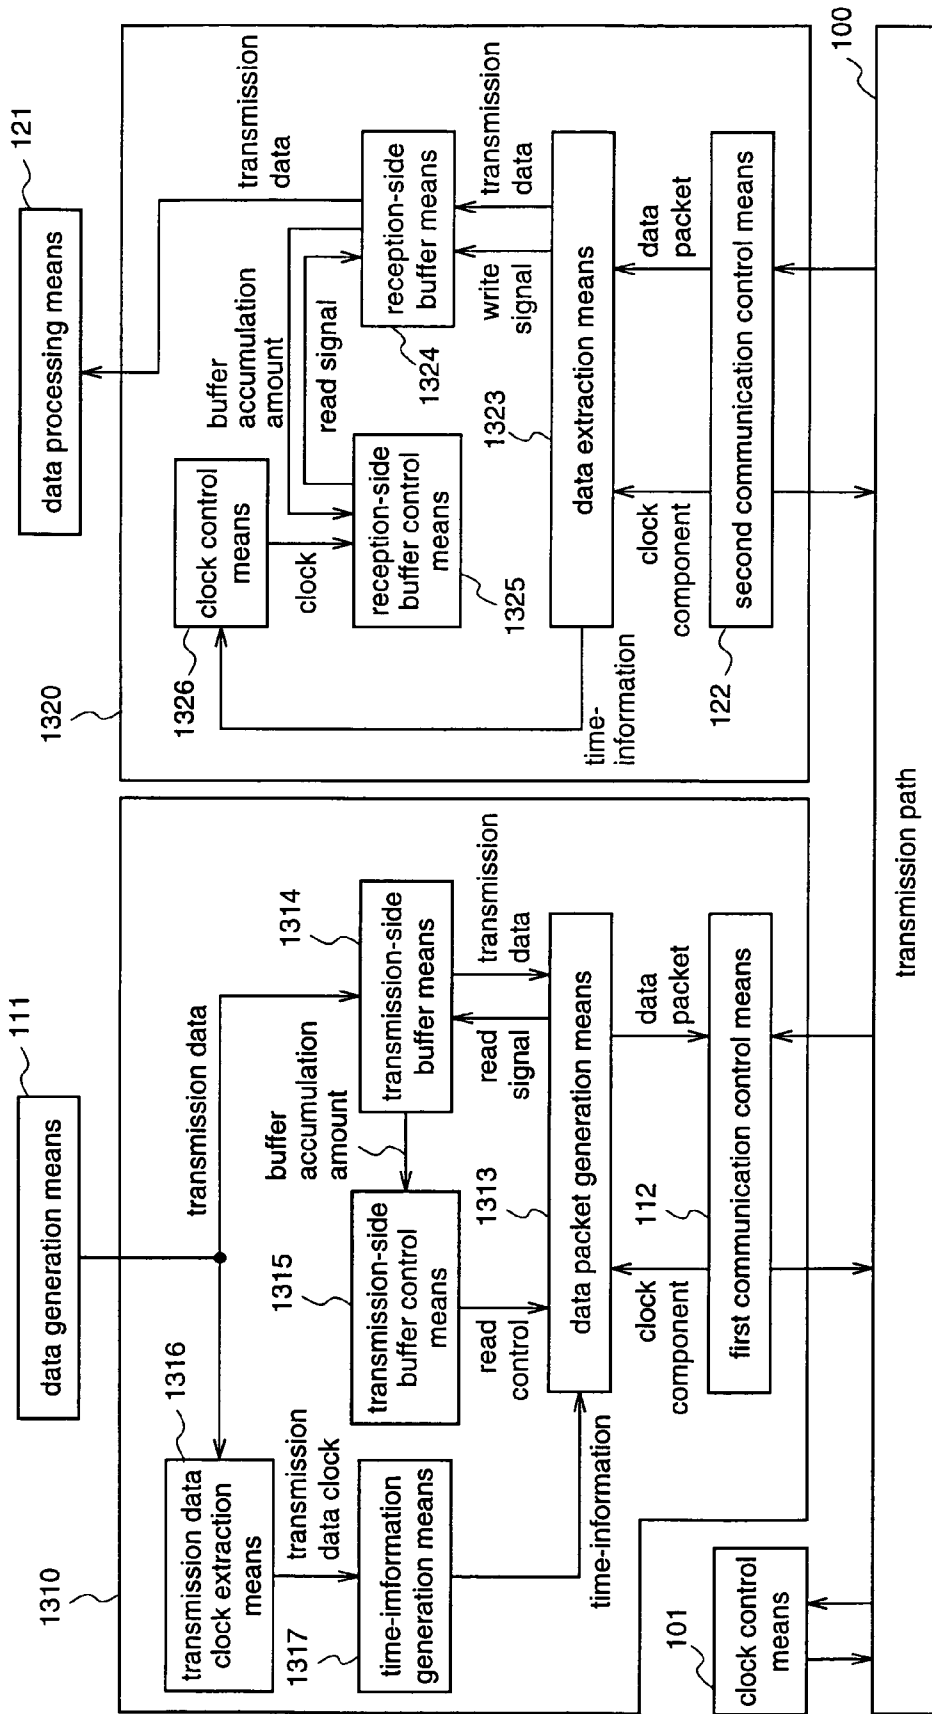 1310
data generation means
111
transmission data
1316
transmission data
clock extraction
means
transmission
data clock
1317
time-imformation
generation means
time-information
1315
transmission-side
buffer control
means
buffer
accumulation
amount
1314
transmission-side
buffer means
read
control
read
signal
transmission
data
1313
data packet generation means
clock
component
112
data
packet
first communication control means
101
clock control
means
transmission path
100
1320
data processing means
121
transmission
data
1326
clock control
means
clock
buffer
accumulation
amount
read signal
reception-side
buffer control
means
1325
reception-side
buffer means
1324
write
signal
transmission
data
1323
data extraction means
time-
information
clock
component
data
packet
122
second communication control means